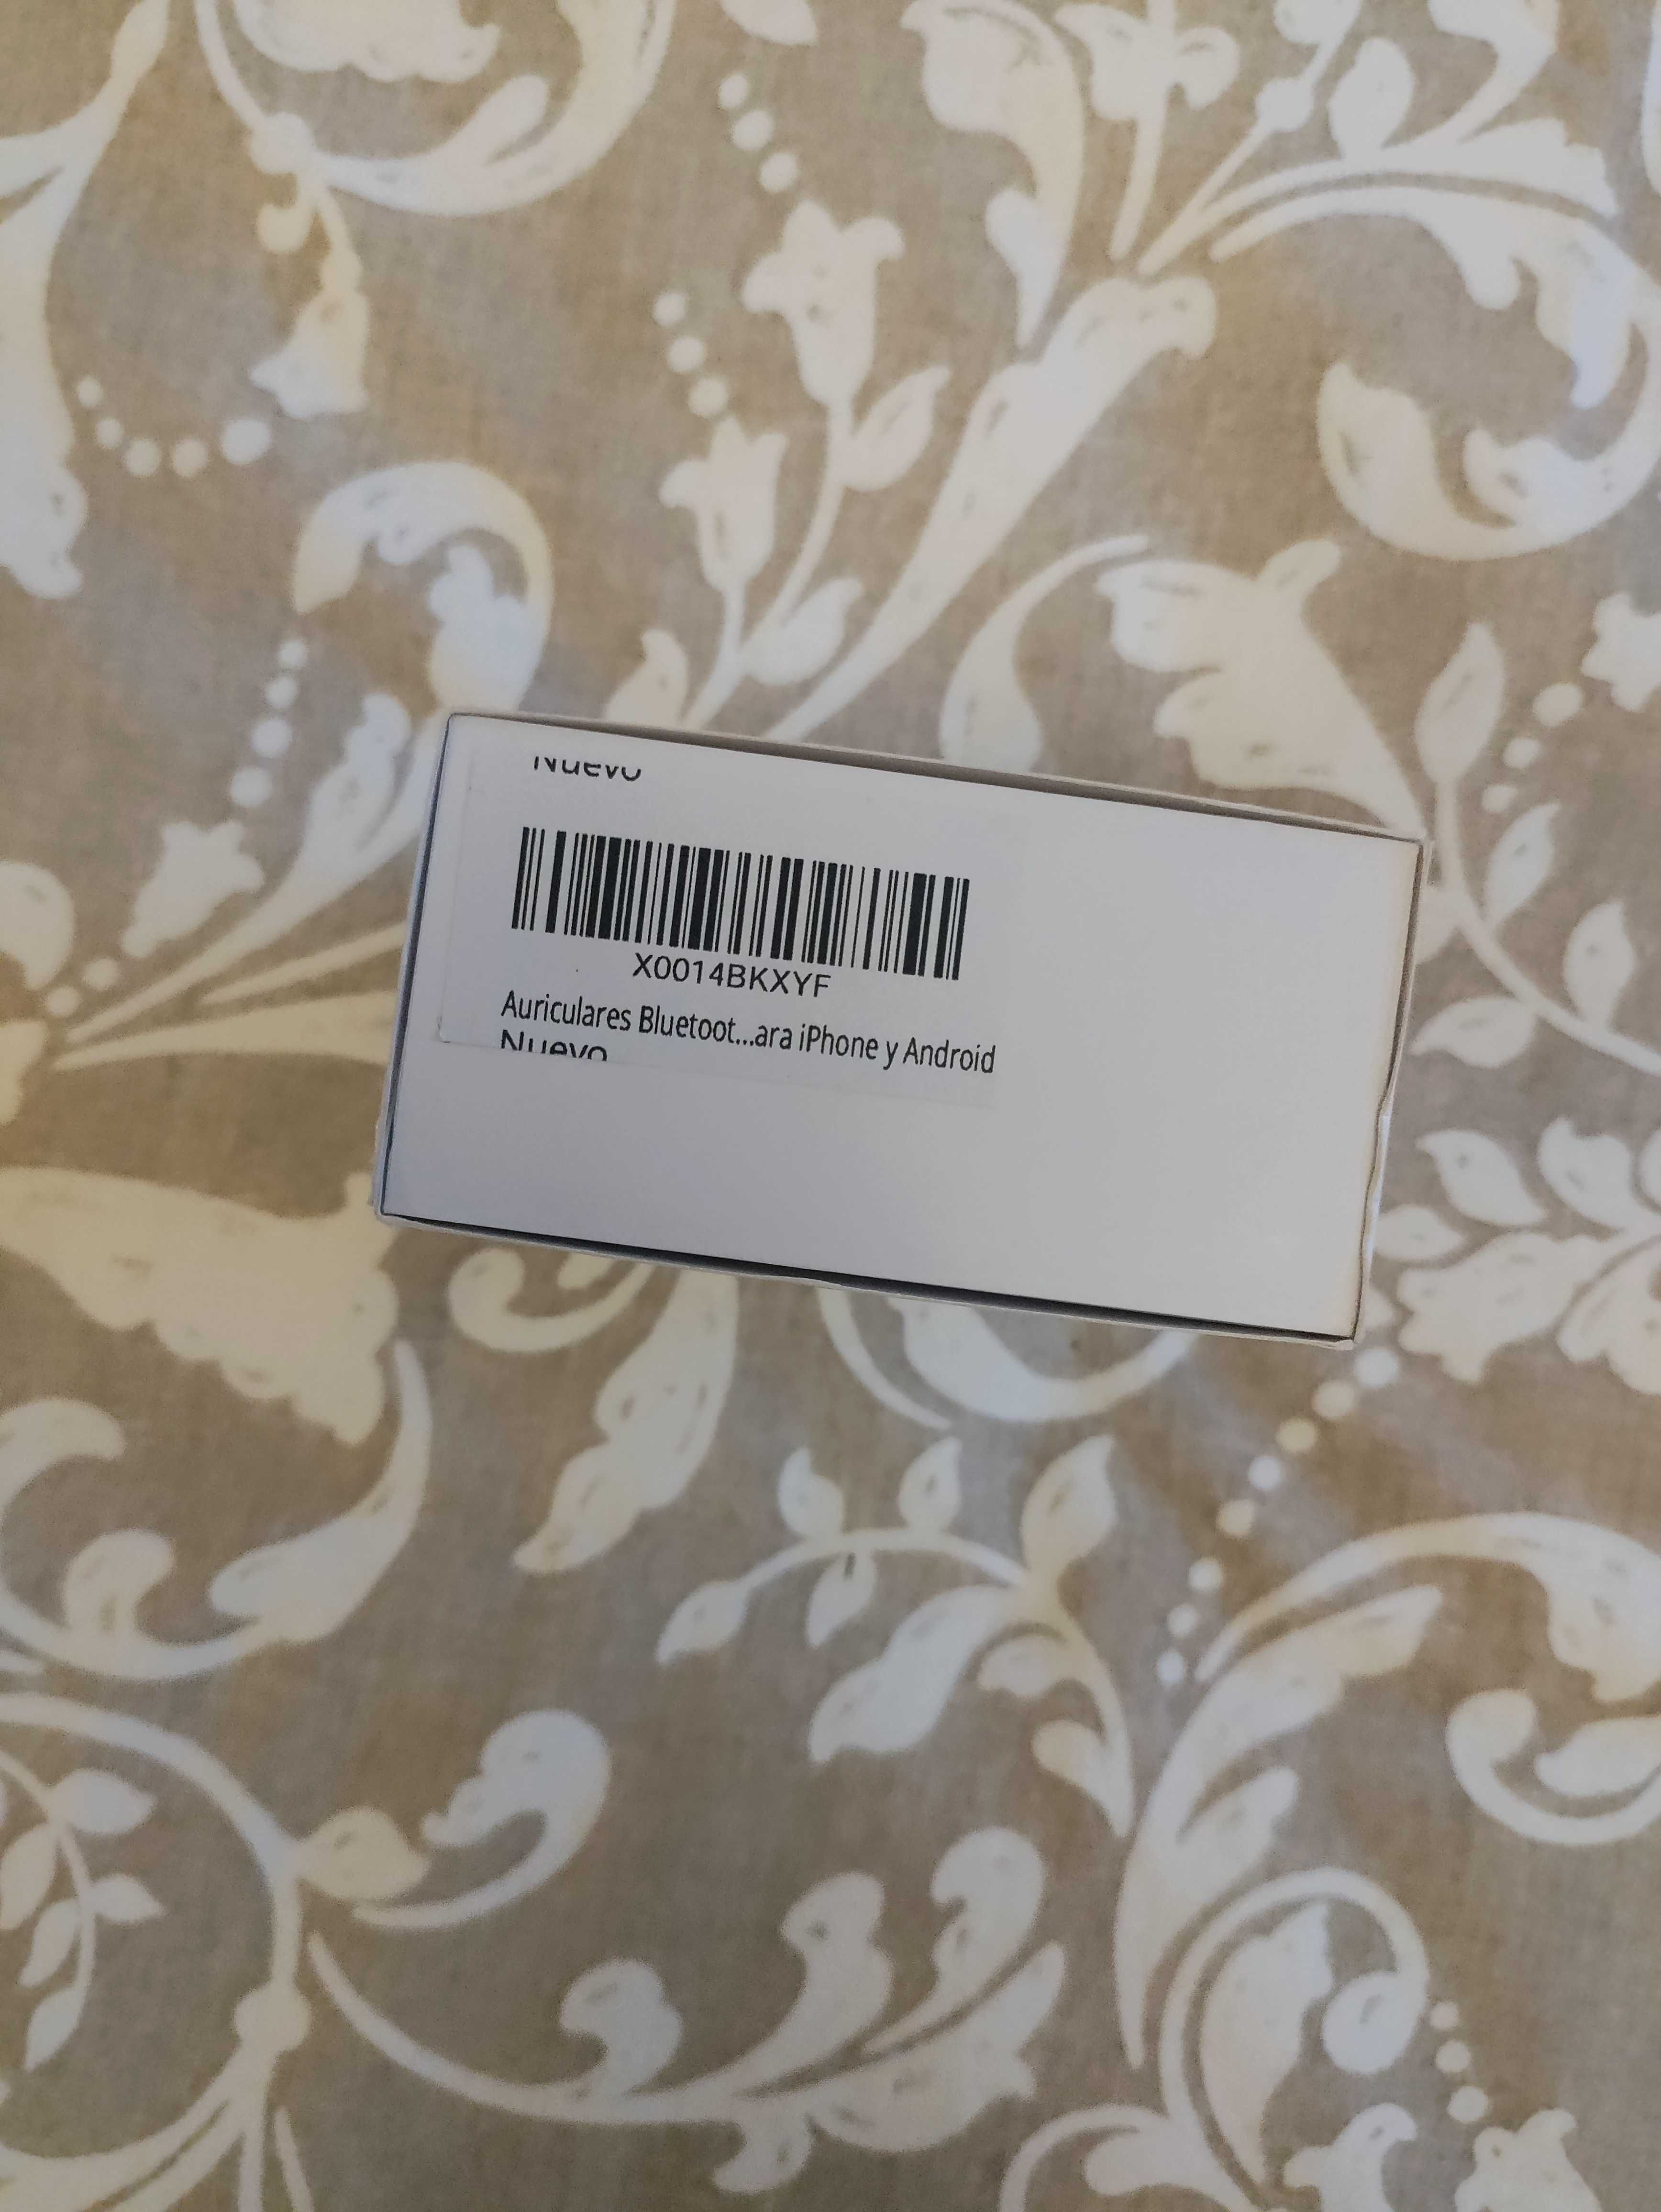 Nuevo
X0014BKXYF
Auriculares Bluetoot...ara iPhone y Android
Nuevo